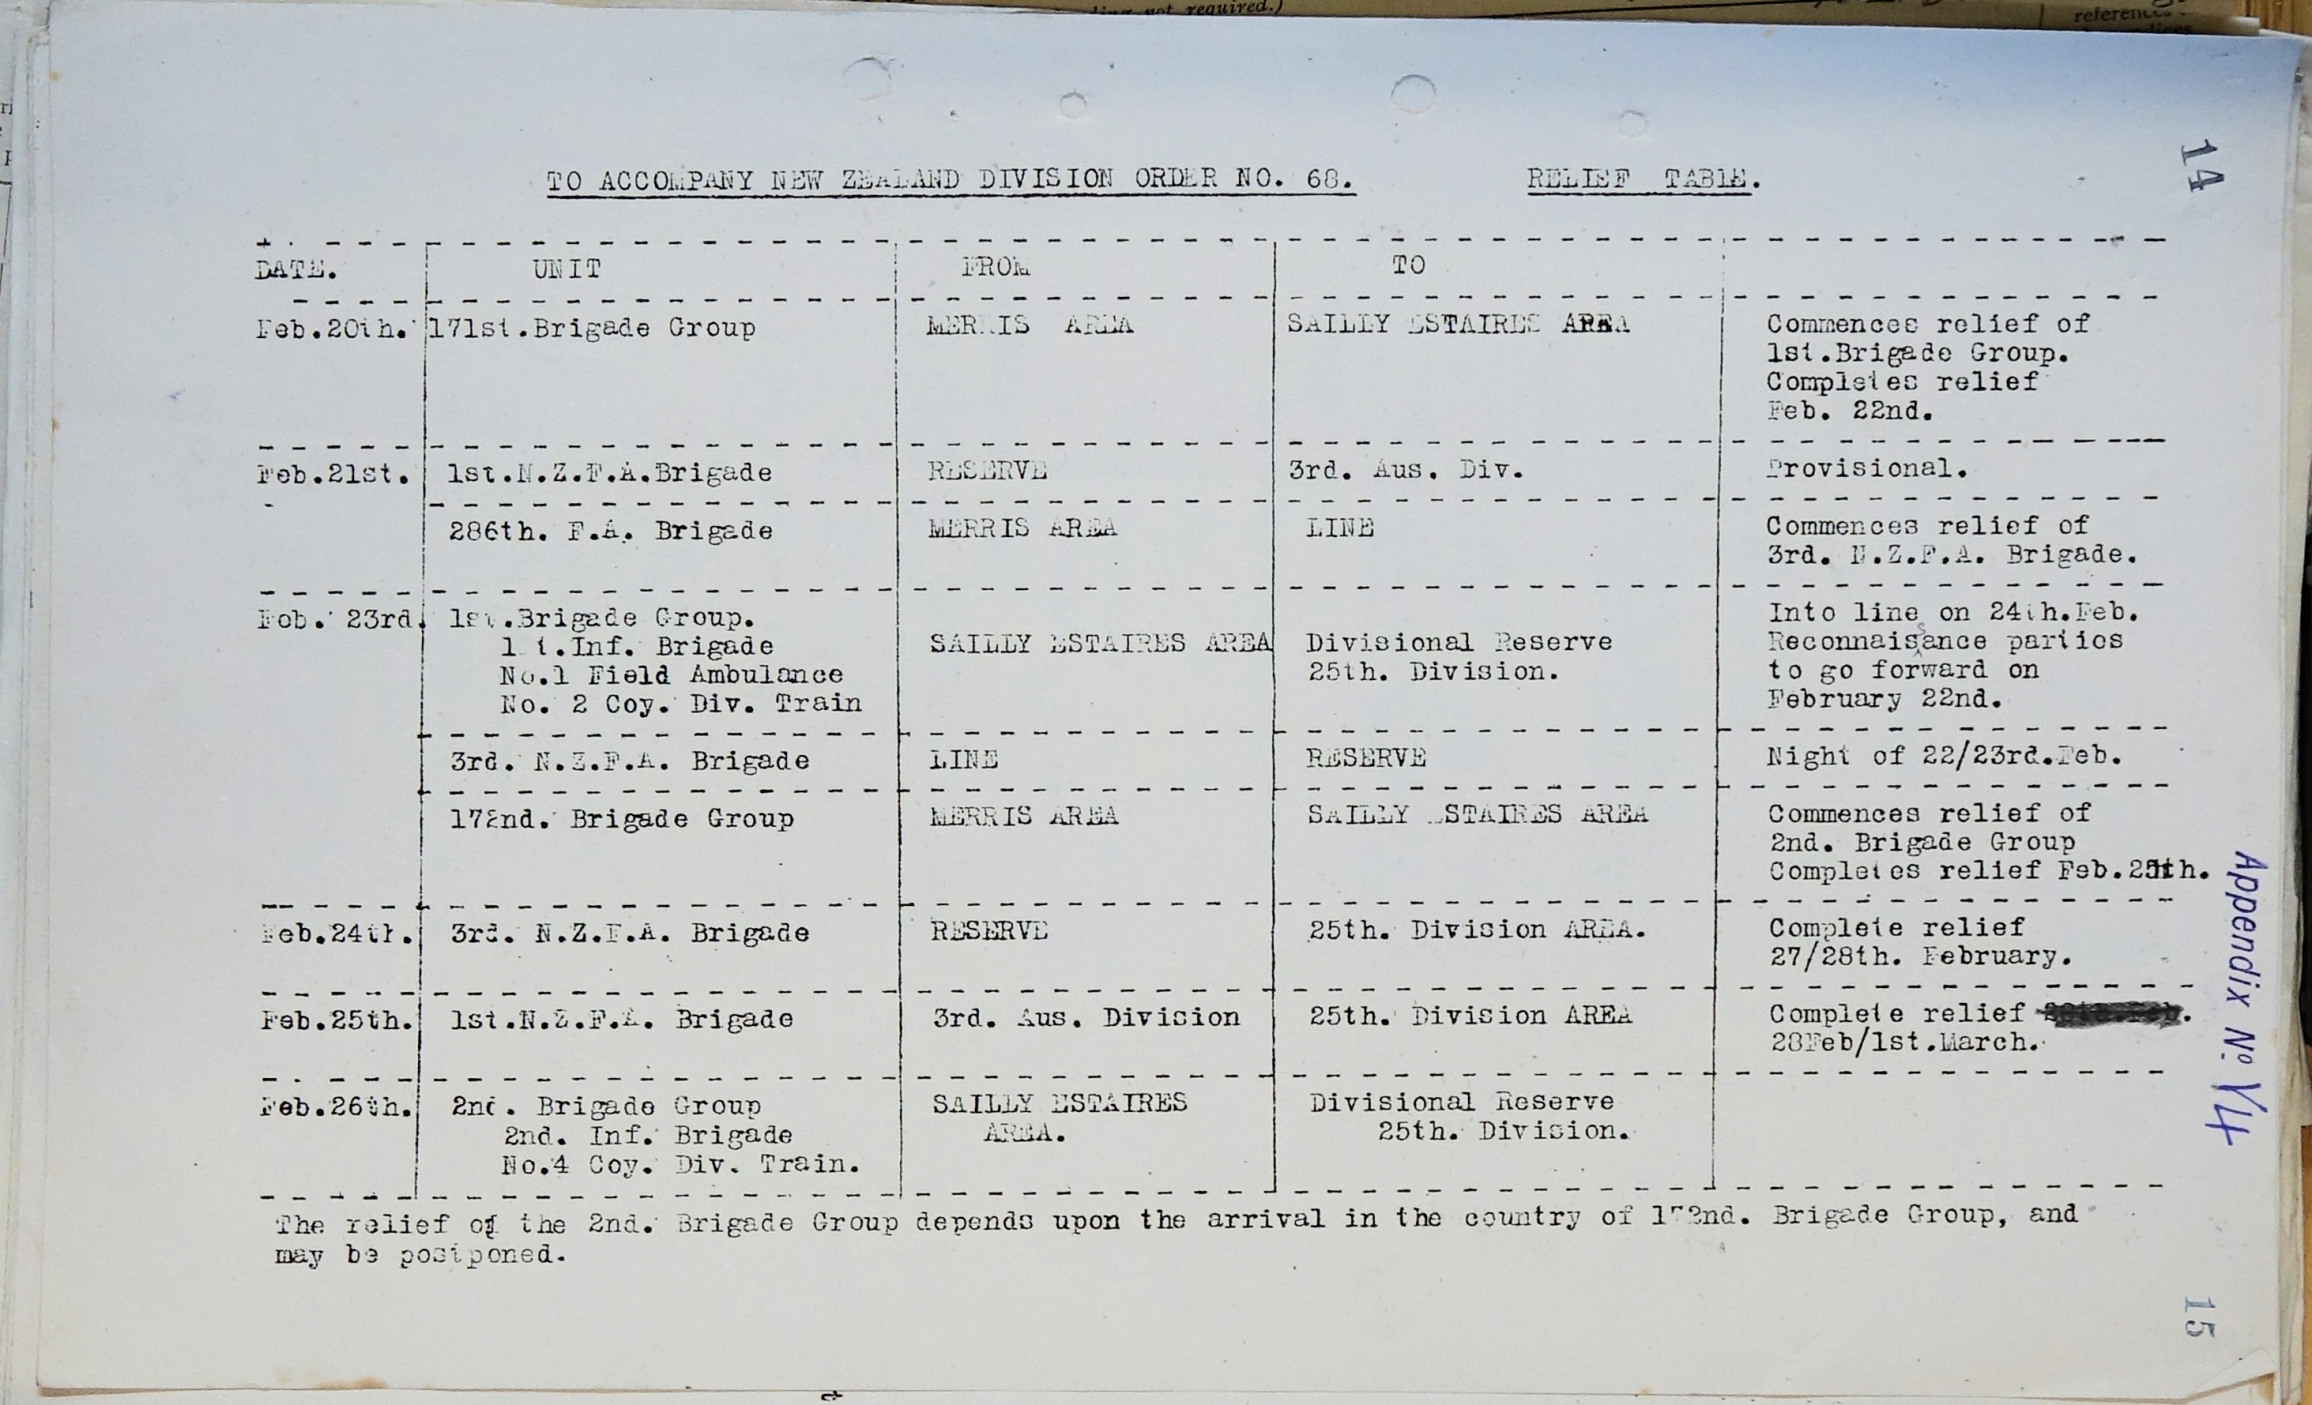 ding not required.)
references
TO ACCOMPANY NEW ZEALAND DIVISION ORDER NO. 68. RELIEF TABLE.
14
DATE. UNIT FROM TO
Feb.20th. 171st.Brigade Group MERRIS AREA SAILLY ESTAIRES AREA Commences relief of
1st.Brigade Group.
Completes relief
Feb. 22nd.
Feb.21st. 1st.N.Z.F.A.Brigade RESERVE 3rd. Aus. Div. Provisional.
286th. F.A. Brigade MERRIS AREA LINE Commences relief of
3rd. N.Z.F.A. Brigade.
Feb. 23rd. 1st.Brigade Group. Into line on 24th.Feb.
1st.Inf. Brigade SAILLY ESTAIRES AREA Divisional Reserve Reconnaissance parties
No.1 Field Ambulance 25th. Division. to go forward on
No. 2 Coy. Div. Train February 22nd.
3rd. N.Z.F.A. Brigade LINE RESERVE Night of 22/23rd.Feb.
172nd. Brigade Group MERRIS AREA SAILLY ESTAIRES AREA Commences relief of
2nd. Brigade Group
Completes relief Feb.25th.
Feb.24th. 3rd. N.Z.F.A. Brigade RESERVE 25th. Division AREA. Complete relief
27/28th. February.
Feb.25th. 1st.N.Z.F.A. Brigade 3rd. Aus. Division 25th. Division AREA Complete relief
28Feb/1st.March.
Feb.26th. 2nd. Brigade Group SAILLY ESTAIRES Divisional Reserve
2nd. Inf. Brigade AREA. 25th. Division.
No.4 Coy. Div. Train.
The relief of the 2nd. Brigade Group depends upon the arrival in the country of 172nd. Brigade Group, and
may be postponed.
Appendix No Y4
15